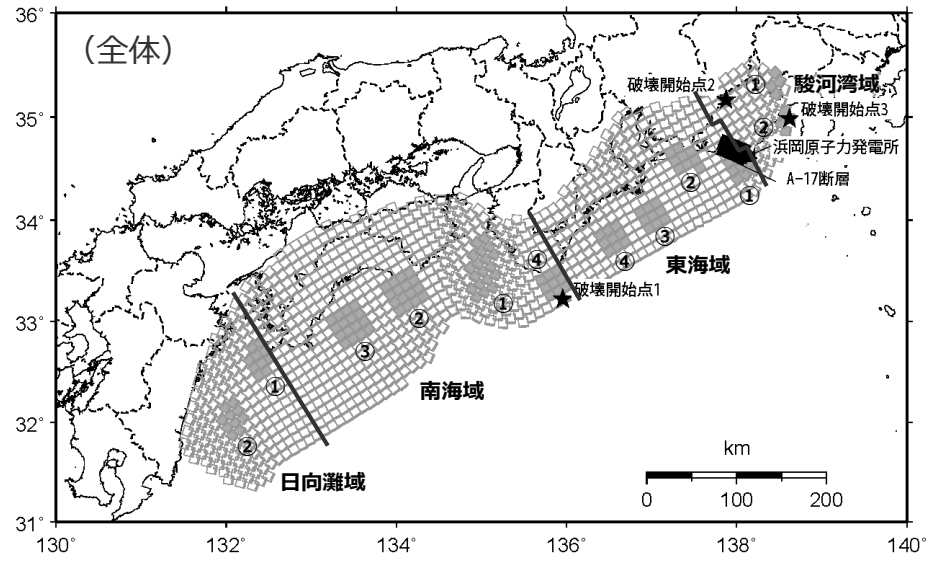 36°
（全体）
破壊開始点2
①
駿河湾域
35°
破壊開始点3
②
浜岡原子力発電所
A-17断層
②
①
34°
③
④
④
東海域
破壊開始点1
①
33°
②
③
①
南海域
32°
②
日向灘域
km
0
100
200
31°
130°
132°
134°
136°
138°
140°